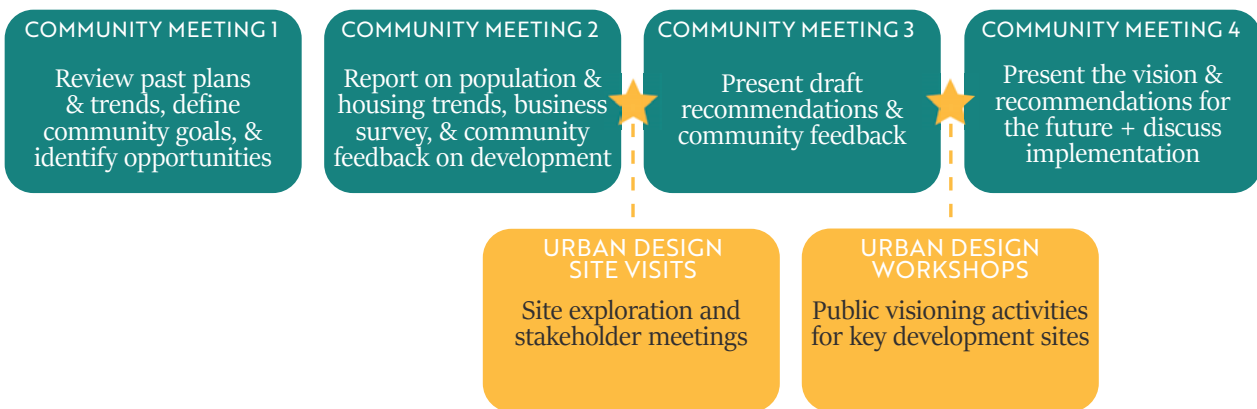 COMMUNITY MEETING 1
Review past plans
& trends, define
community goals, &
identify opportunities
COMMUNITY MEETING 2
Report on population &
housing trends, business
survey, & community
feedback on development
COMMUNITY MEETING 3
Present draft
recommendations &
community feedback
COMMUNITY MEETING 4
Present the vision &
recommendations for
the future + discuss
implementation
URBAN DESIGN
SITE VISITS
Site exploration and
stakeholder meetings
URBAN DESIGN
WORKSHOPS
Public visioning activities
for key development sites